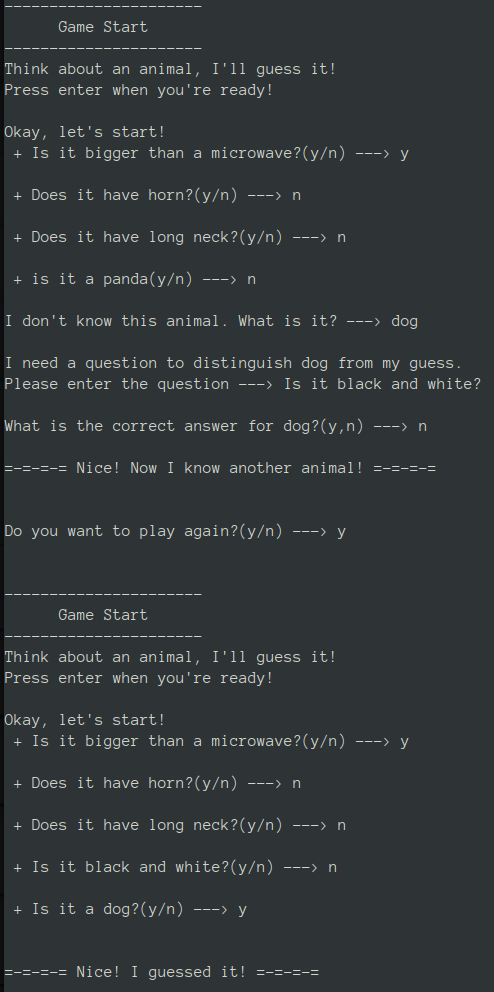 ----------------------
Game Start
----------------------
Think about an animal, I'll guess it!
Press enter when you're ready!
Okay, let's start!
+ Is it bigger than a microwave?(y/n) ---> y
+ Does it have horn?(y/n) ---> n
+ Does it have long neck?(y/n) ---> n
+ is it a panda(y/n) ---> n
I don't know this animal. What is it? ---> dog
I need a question to distinguish dog from my guess.
Please enter the question ---> Is it black and white?
What is the correct answer for dog?(y,n) ---> n
=-=-=-= Nice! Now I know another animal! =-=-=-=
Do you want to play again?(y/n) ---> y
----------------------
Game Start
----------------------
Think about an animal, I'll guess it!
Press enter when you're ready!
Okay, let's start!
+ Is it bigger than a microwave?(y/n) ---> y
+ Does it have horn?(y/n) ---> n
+ Does it have long neck?(y/n) ---> n
+ Is it black and white?(y/n) ---> n
+ Is it a dog?(y/n) ---> y
=-=-=-= Nice! I guessed it! =-=-=-=